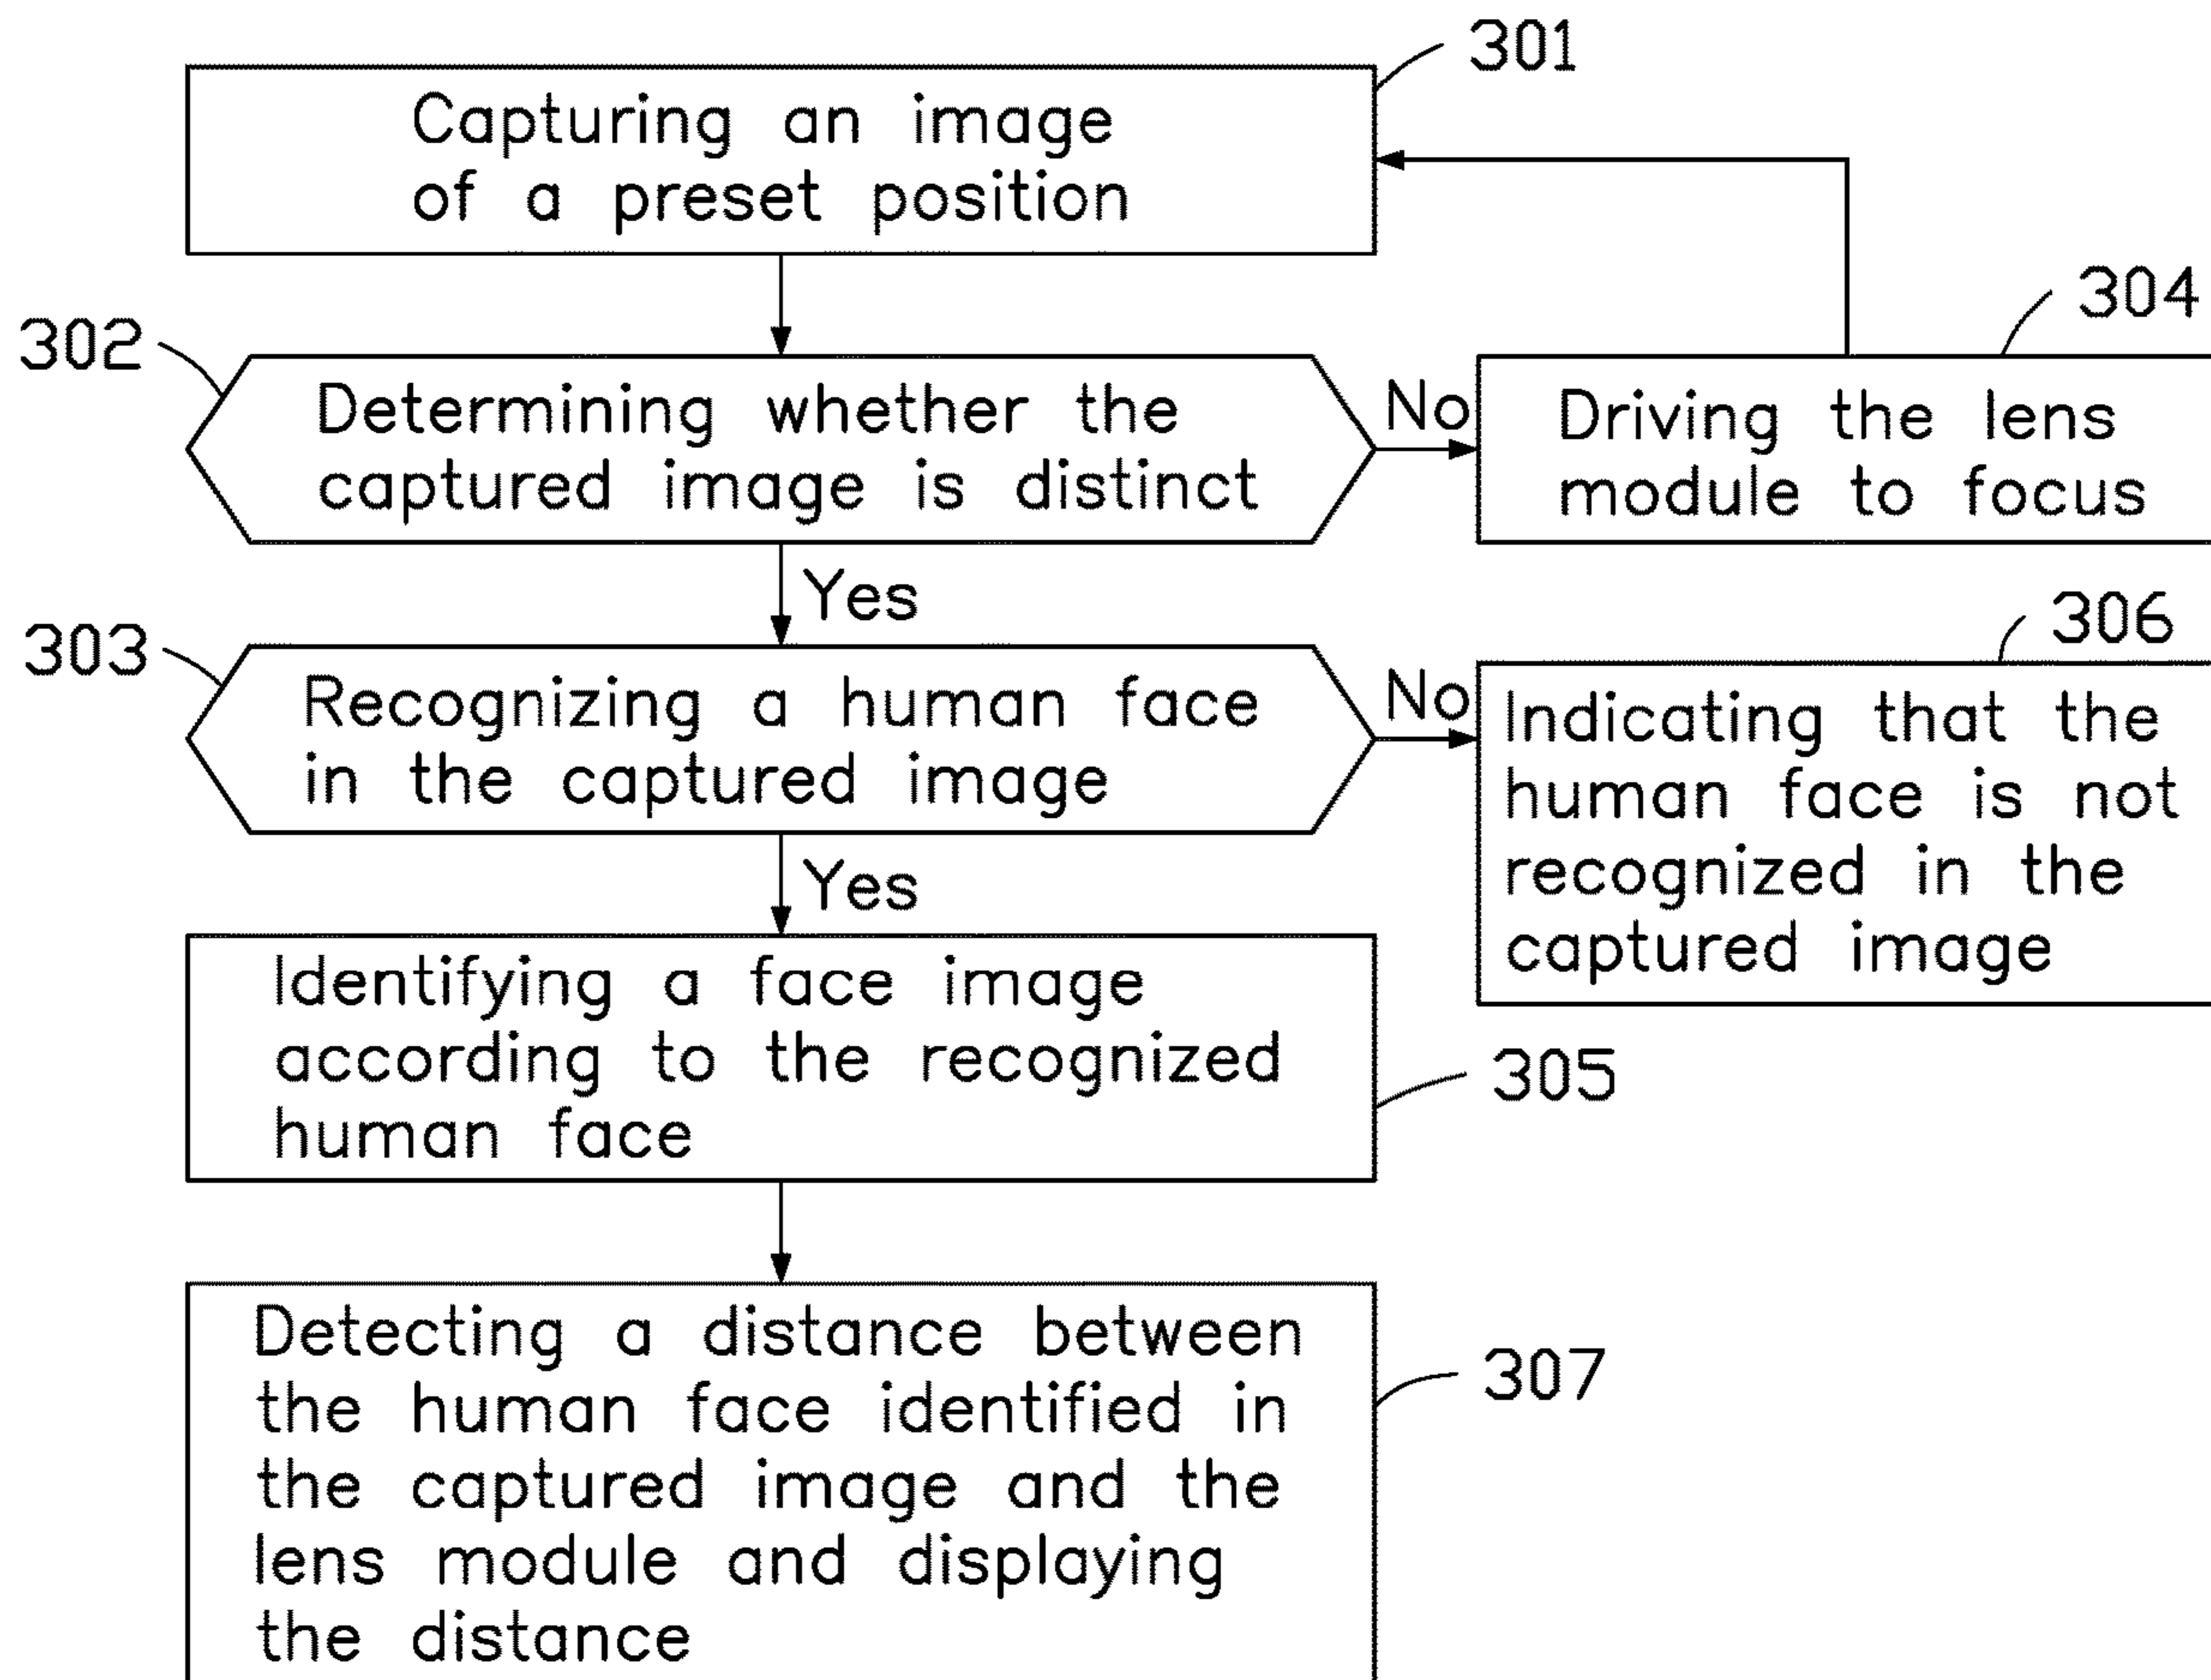 301
Capturing an image
of a preset position
302
Determining whether the
captured image is distinct
No
304
Driving the lens
module to focus
Yes
303
Recognizing a human face
in the captured image
No
306
Indicating that the
human face is not
recognized in the
captured image
Yes
Identifying a face image
according to the recognized
human face
305
Detecting a distance between
the human face identified in
the captured image and the
lens module and displaying
the distance
307